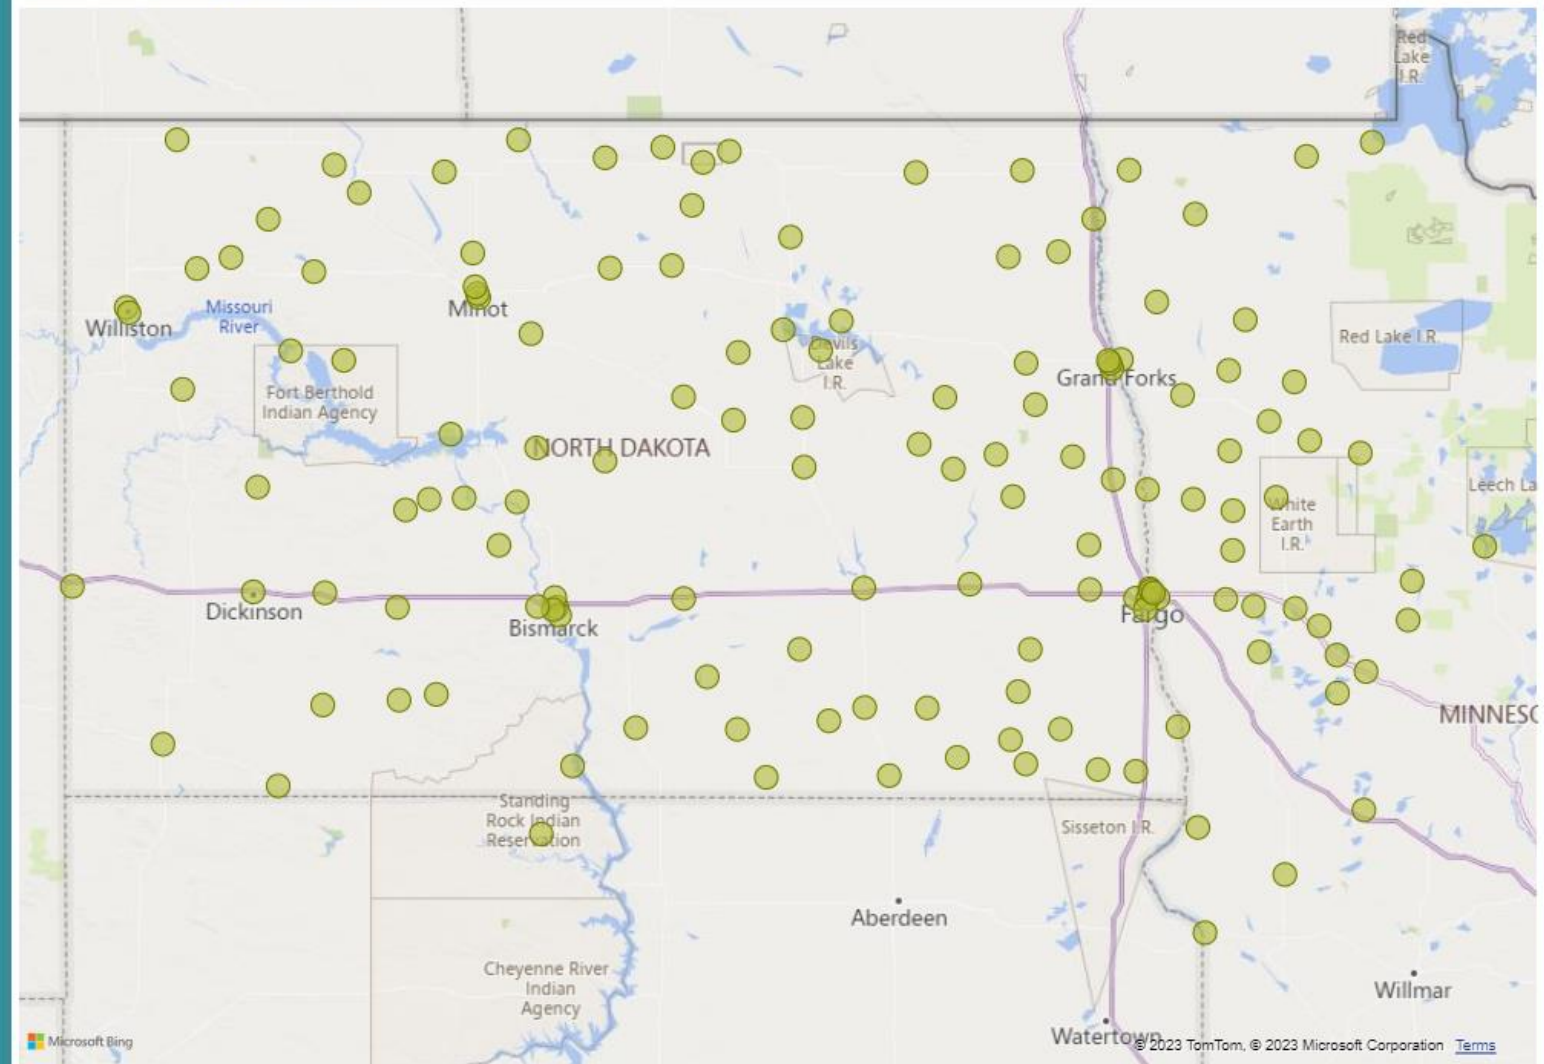 Red
Lake
I.R.
Missouri
River
Williston
Minot
Fort Berthold
Indian Agency
Devils
Lake
I.R.
Grand Forks
Red Lake I.R.
NORTH DAKOTA
White
Earth
I.R.
Leech La
Dickinson
Bismarck
Fargo
MINNESO
Standing
Rock Indian
Reservation
Sisseton I.R.
Aberdeen
Cheyenne River
Indian
Agency
Willmar
Watertown
Microsoft Bing
© 2023 TomTom, © 2023 Microsoft Corporation Terms